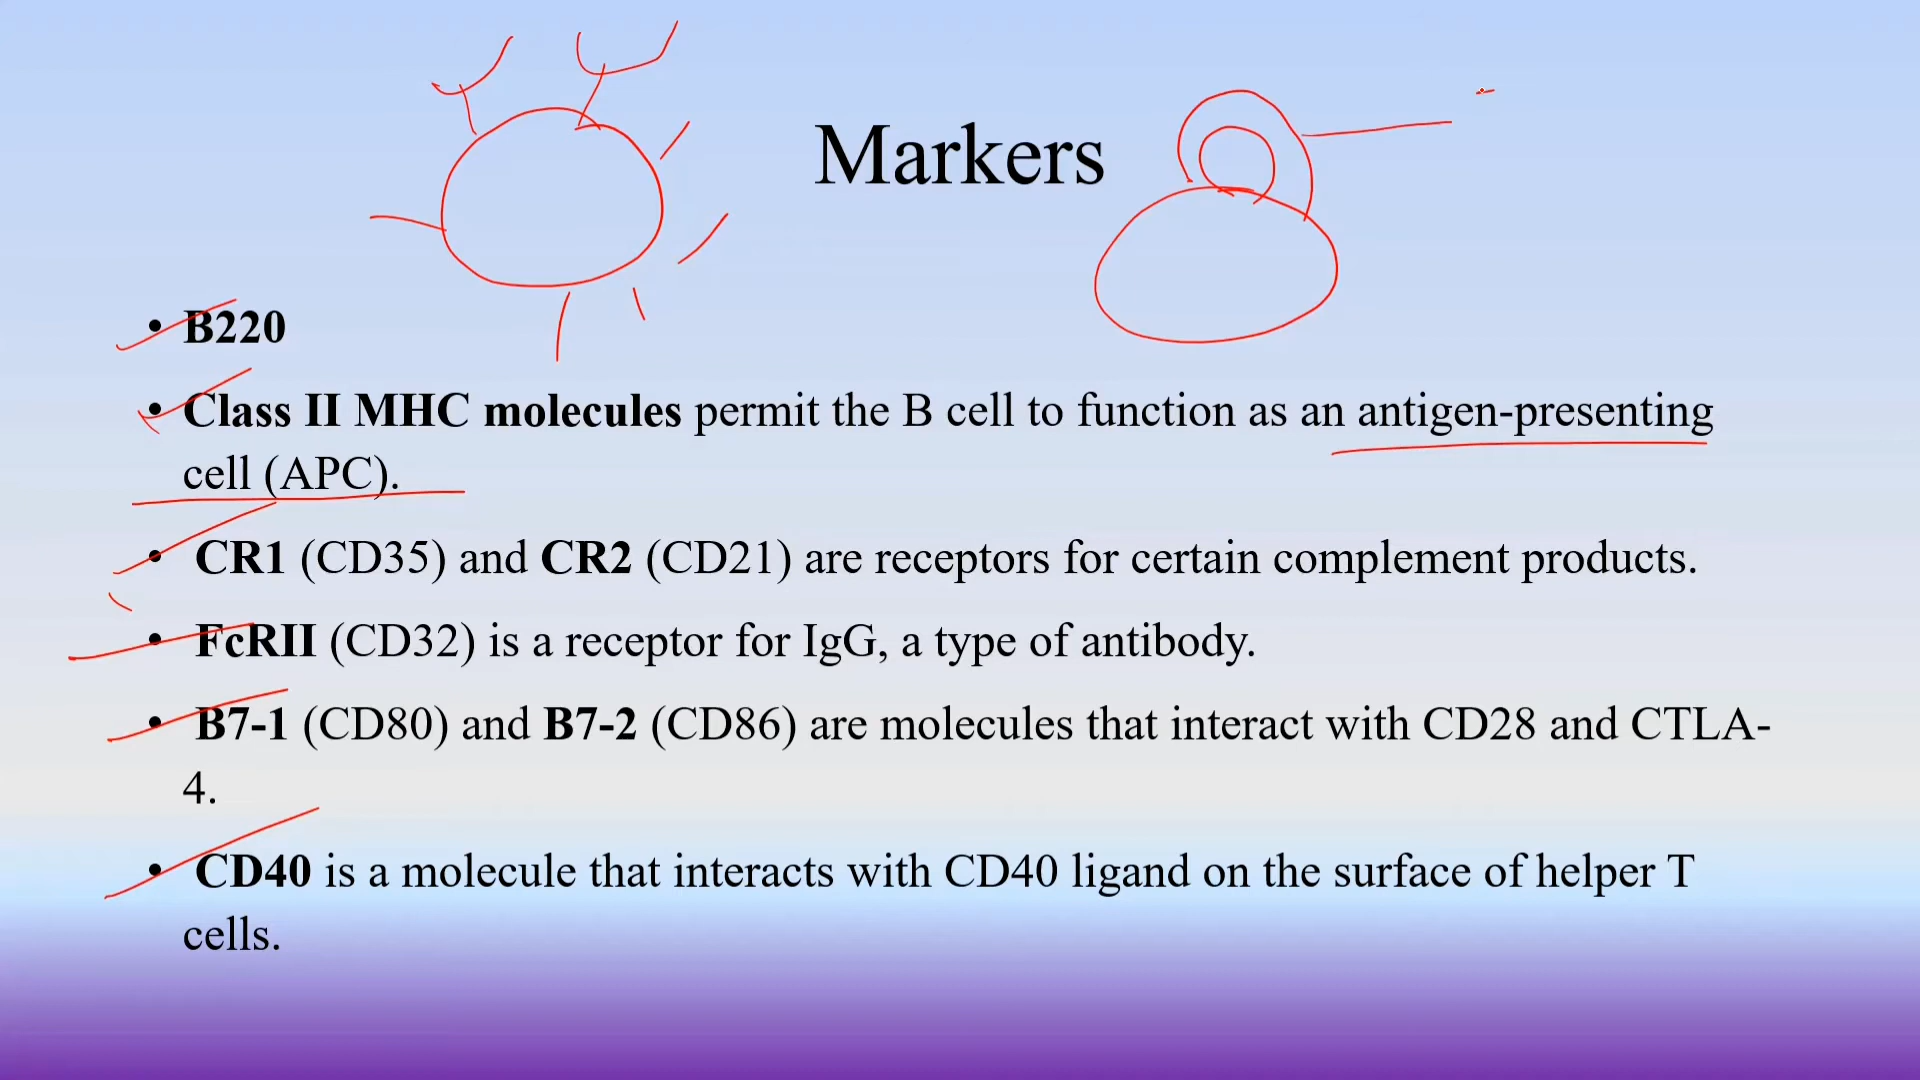 Markers
• B220
• Class II MHC molecules permit the B cell to function as an antigen-presenting
cell (APC).
• CR1 (CD35) and CR2 (CD21) are receptors for certain complement products.
• FcRII (CD32) is a receptor for IgG, a type of antibody.
• B7-1 (CD80) and B7-2 (CD86) are molecules that interact with CD28 and CTLA-
4.
• CD40 is a molecule that interacts with CD40 ligand on the surface of helper T
cells.